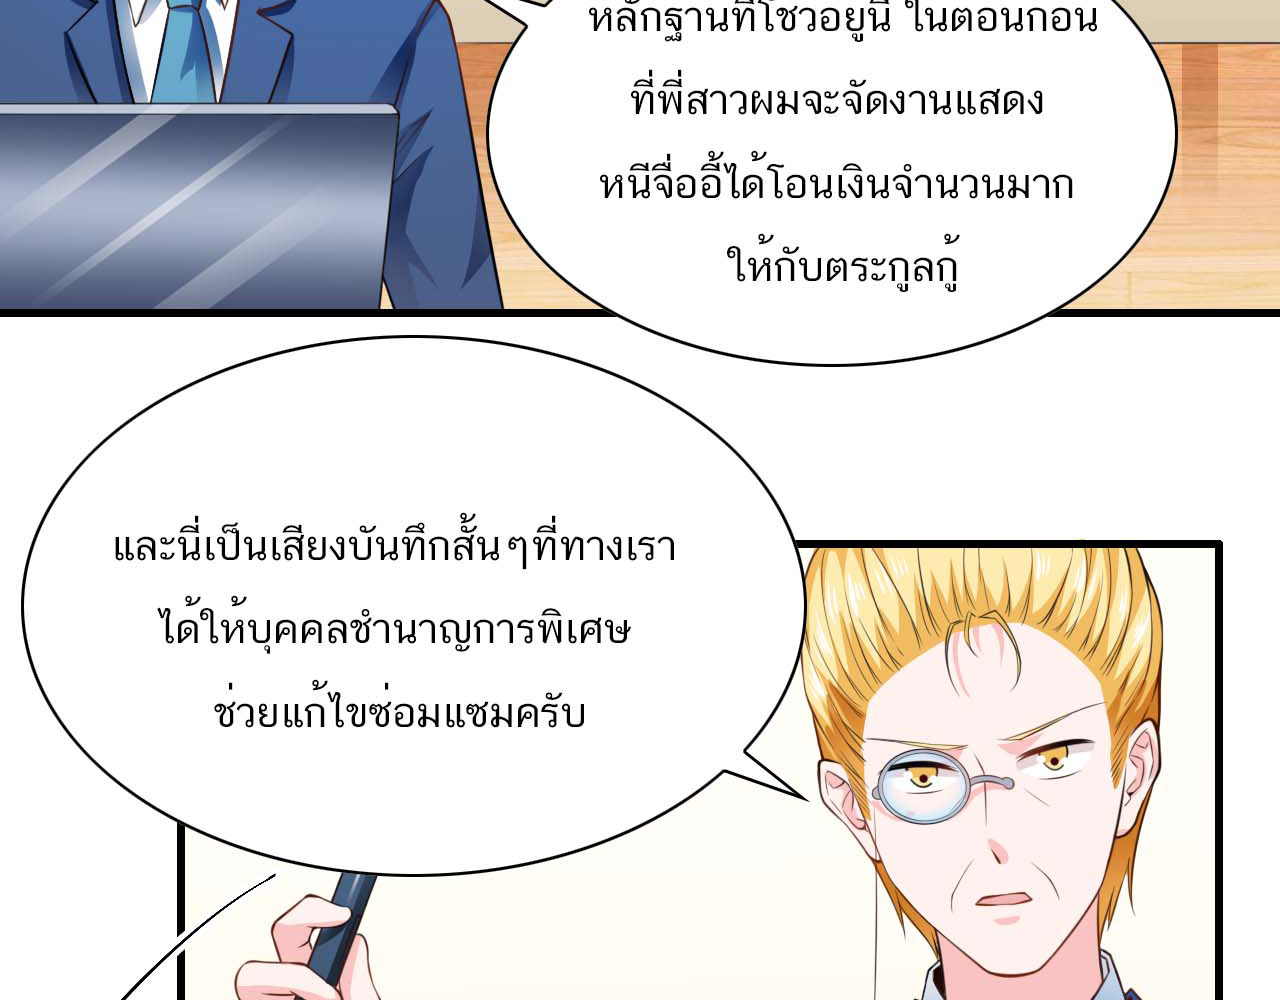 หลักฐานที่โชว์อยู่นี้ ในตอนก่อน
ที่พี่สาวผมจะจัดงานแสดง
หนีจื่ออี้ได้โอนเงินจำนวนมาก
ให้กับตระกูลกู้
และนี่เป็นเสียงบันทึกสั้นๆที่ทางเรา
ได้ให้บุคคลชำนาญการพิเศษ
ช่วยแก้ไขซ่อมแซมครับ